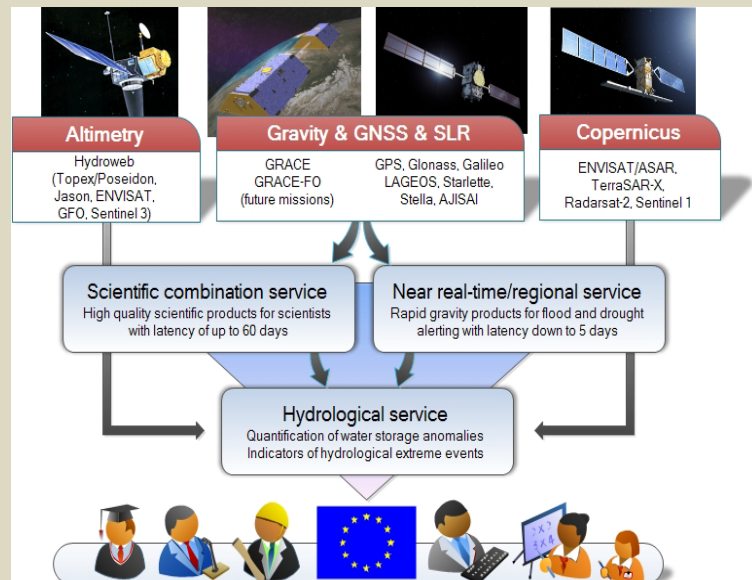 Altimetry
Hydroweb
(Topex/Poseidon,
Jason, ENVISAT,
GFO, Sentinel 3)
Gravity & GNSS & SLR
GRACE
GRACE-FO
(future missions)
GPS, Glonass, Galileo
LAGEOS, Starlette,
Stella, AJISAI
Copernicus
ENVISAT/ASAR,
TerraSAR-X,
Radarsat-2, Sentinel 1
Scientific combination service
High quality scientific products for scientists
with latency of up to 60 days
Near real-time/regional service
Rapid gravity products for flood and drought
alerting with latency down to 5 days
Hydrological service
Quantification of water storage anomalies
Indicators of hydrological extreme events
2×2
3×4